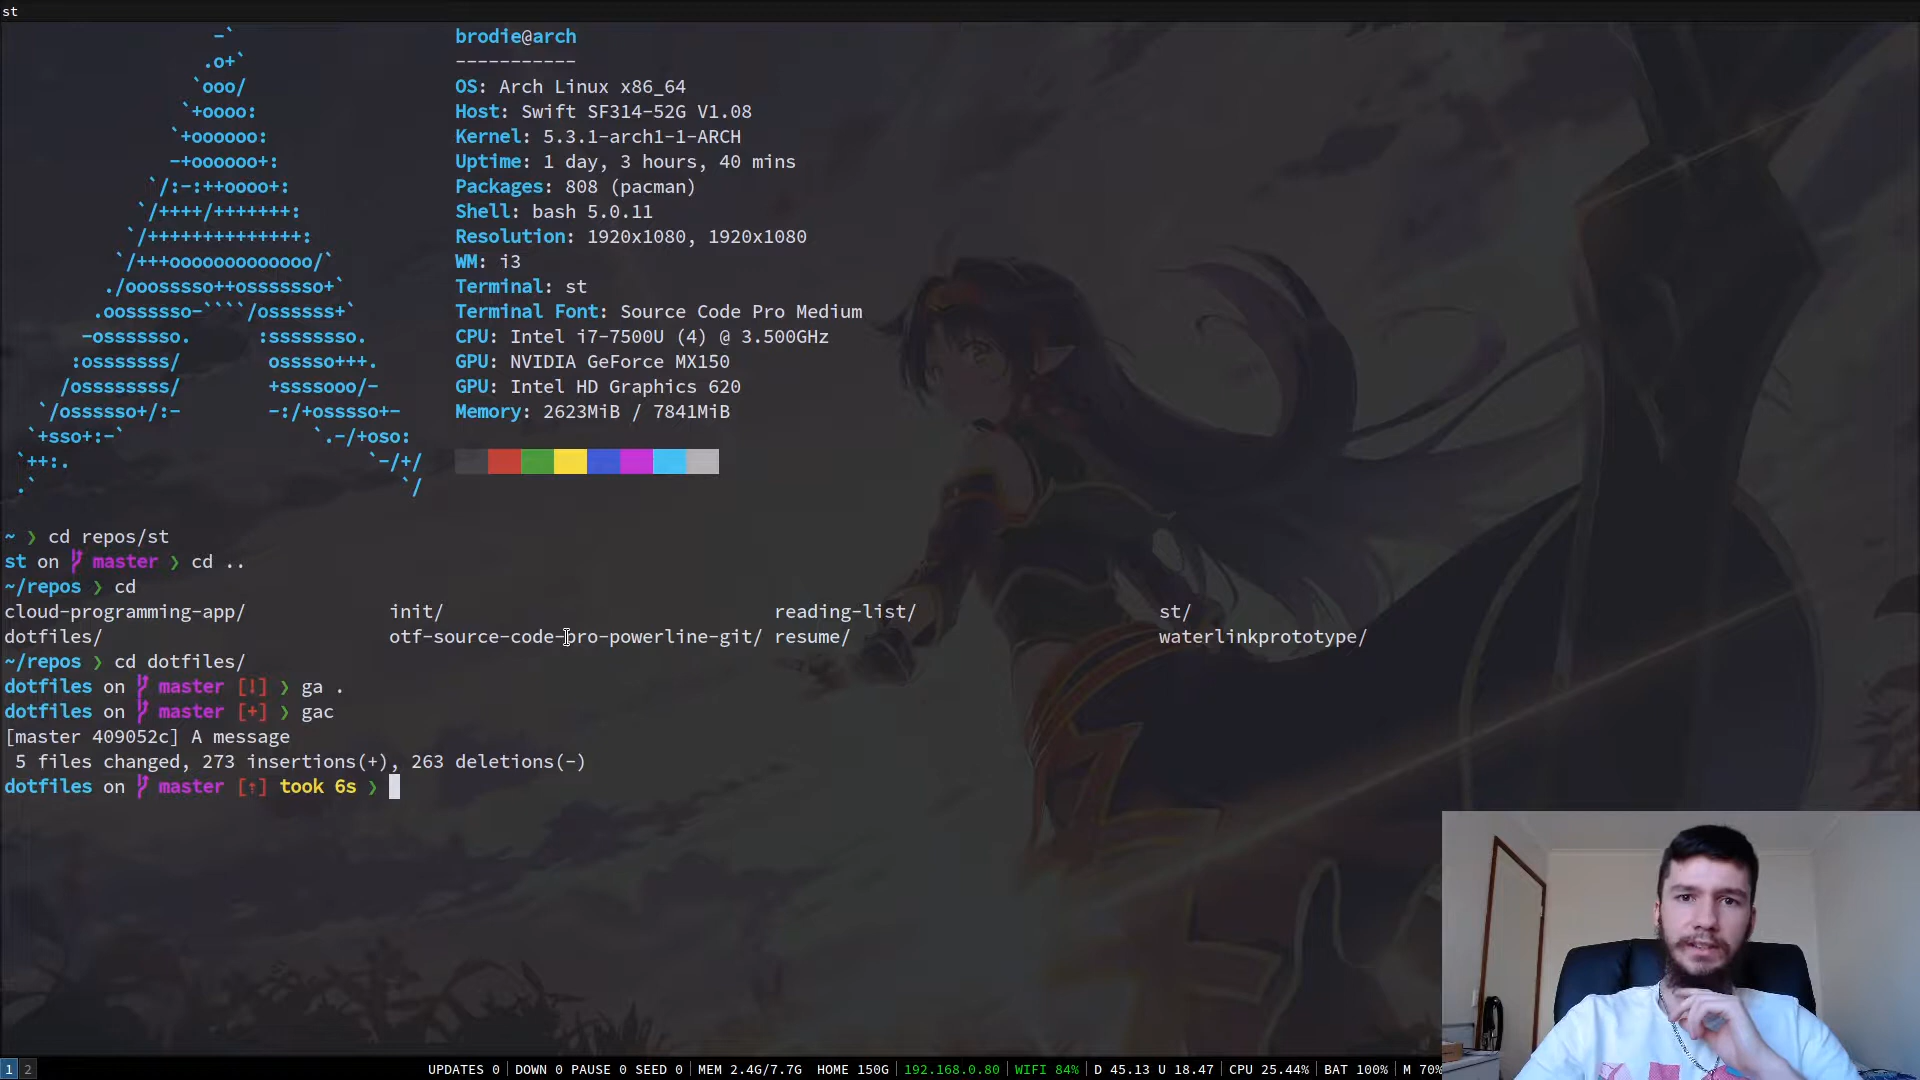 st
brodie@arch
-----------
OS: Arch Linux x86_64
Host: Swift SF314-52G V1.08
Kernel: 5.3.1-arch1-1-ARCH
Uptime: 1 day, 3 hours, 40 mins
Packages: 808 (pacman)
Shell: bash 5.0.11
Resolution: 1920x1080, 1920x1080
WM: i3
Terminal: st
Terminal Font: Source Code Pro Medium
CPU: Intel i7-7500U (4) @ 3.500GHz
GPU: NVIDIA GeForce MX150
GPU: Intel HD Graphics 620
Memory: 2623MiB / 7841MiB
~ ❯ cd repos/st
st on master ❯ cd ..
~/repos ❯ cd
cloud-programming-app/ init/ reading-list/ st/
dotfiles/ otf-source-code-pro-powerline-git/ resume/ waterlinkprototype/
~/repos ❯ cd dotfiles/
dotfiles on master [!] ❯ ga .
dotfiles on master [+] ❯ gac
[master 409052c] A message
5 files changed, 273 insertions(+), 263 deletions(-)
dotfiles on master [⇡] took 6s ❯
1 2 UPDATES 0 | DOWN 0 PAUSE 0 SEED 0 | MEM 2.4G/7.7G HOME 150G | 192.168.0.80 | WIFI 84% | D 45.13 U 18.47 | CPU 25.44% | BAT 100% | M 70%